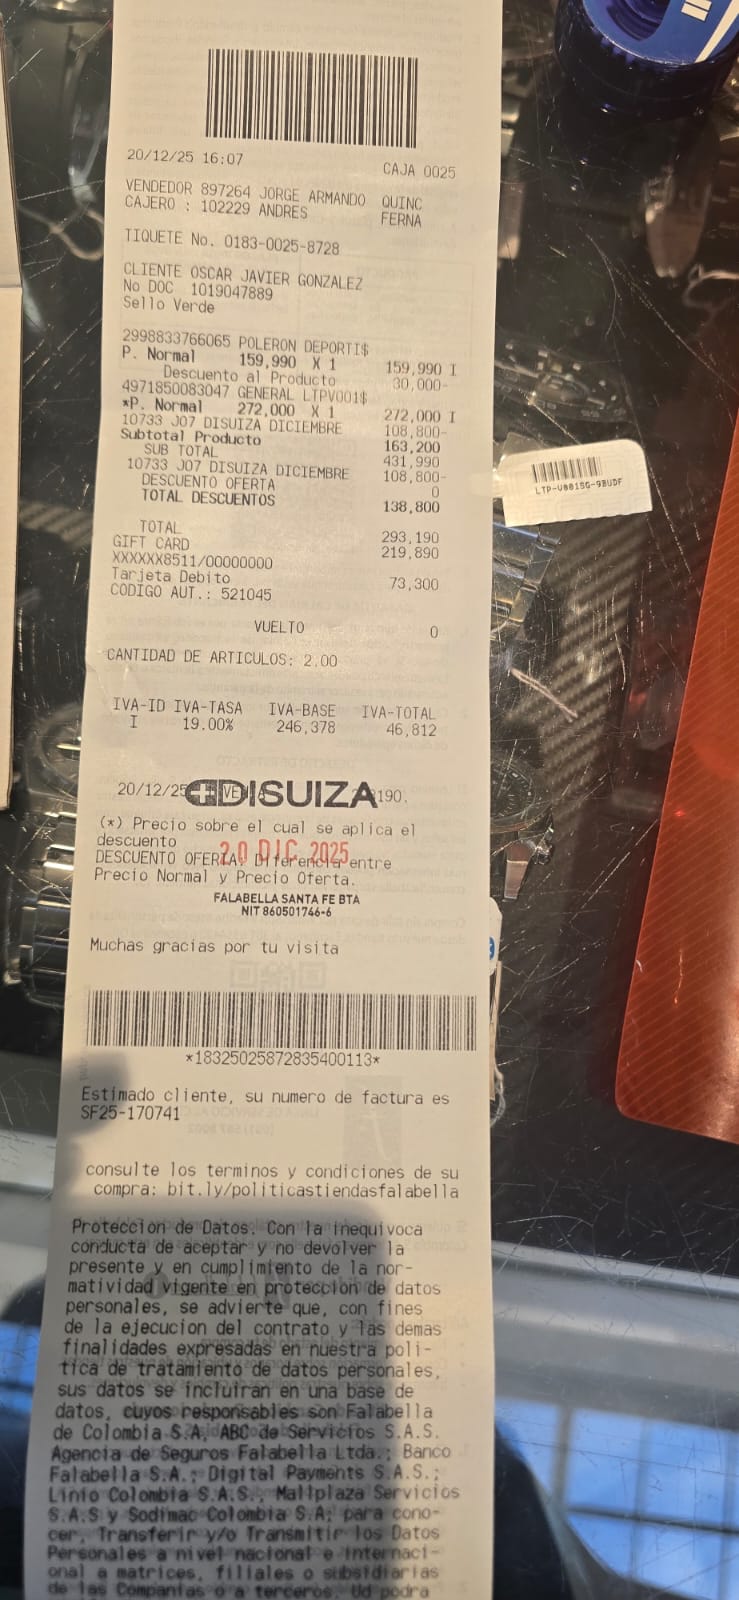 20/12/25 16:07 CAJA 0025
VENDEDOR 897264 JORGE ARMANDO QUINC
CAJERO : 102229 ANDRES FERNA
TIQUETE No. 0183-0025-8728
CLIENTE OSCAR JAVIER GONZALEZ
No DOC 1019047889
Sello Verde
2998833766065 POLERON DEPORTI$
P. Normal 159,990 X 1 159,990 I
Descuento al Producto 30,000-
4971850083047 GENERAL LTPV001$
*P. Normal 272,000 X 1 272,000 I
10733 J07 DISUIZA DICIEMBRE 108,800-
Subtotal Producto 163,200
SUB TOTAL 431,990
10733 J07 DISUIZA DICIEMBRE 108,800-
DESCUENTO OFERTA 0
TOTAL DESCUENTOS 138,800
TOTAL 293,190
GIFT CARD 219,890
XXXXXX8511/00000000
Tarjeta Debito 73,300
CODIGO AUT.: 521045
VUELTO 0
CANTIDAD DE ARTICULOS: 2.00
IVA-ID IVA-TASA IVA-BASE IVA-TOTAL
I 19.00% 246,378 46,812
20/12/25 DISUIZA 190.
(*) Precio sobre el cual se aplica el
descuento
20 DIC 2025
DESCUENTO OFERTA: Diferencia entre
Precio Normal y Precio Oferta.
FALABELLA SANTA FE BTA
NIT 860501746-6
Muchas gracias por tu visita
*18325025872835400113*
Estimado cliente, su numero de factura es
SF25-170741
consulte los terminos y condiciones de su
compra: bit.ly/politicastiendasfalabella
Protección de Datos: Con la inequivoca
conducta de aceptar y no devolver la
presente y en cumplimiento de la nor-
matividad vigente en protección de datos
personales, se advierte que, con fines
de la ejecucion del contrato y las demas
finalidades expresadas en nuestra poli-
tica de tratamiento de datos personales,
sus datos se incluiran en una base de
datos, cuyos responsables son Falabella
de Colombia S.A, ABC de Servicios S.A.S.
Agencia de Seguros Falabella Ltda.; Banco
Falabella S.A.; Digital Payments S.A.S.;
Linio Colombia S.A.S., Mallplaza Servicios
S.A.S y Sodimac Colombia S.A; para cono-
cer, Transferir y/o Transmitir los Datos
Personales a nivel nacional e internaci-
onal a matrices, filiales o subsidiarias
de las Companias o a terceros. Ud podra
LTP-V001SG-9BUDF